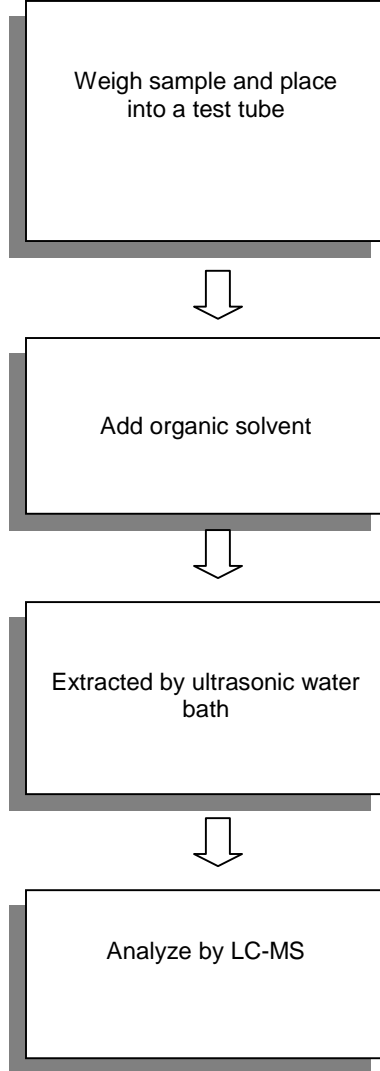 Weigh sample and place
into a test tube
Add organic solvent
Extracted by ultrasonic water
bath
Analyze by LC-MS